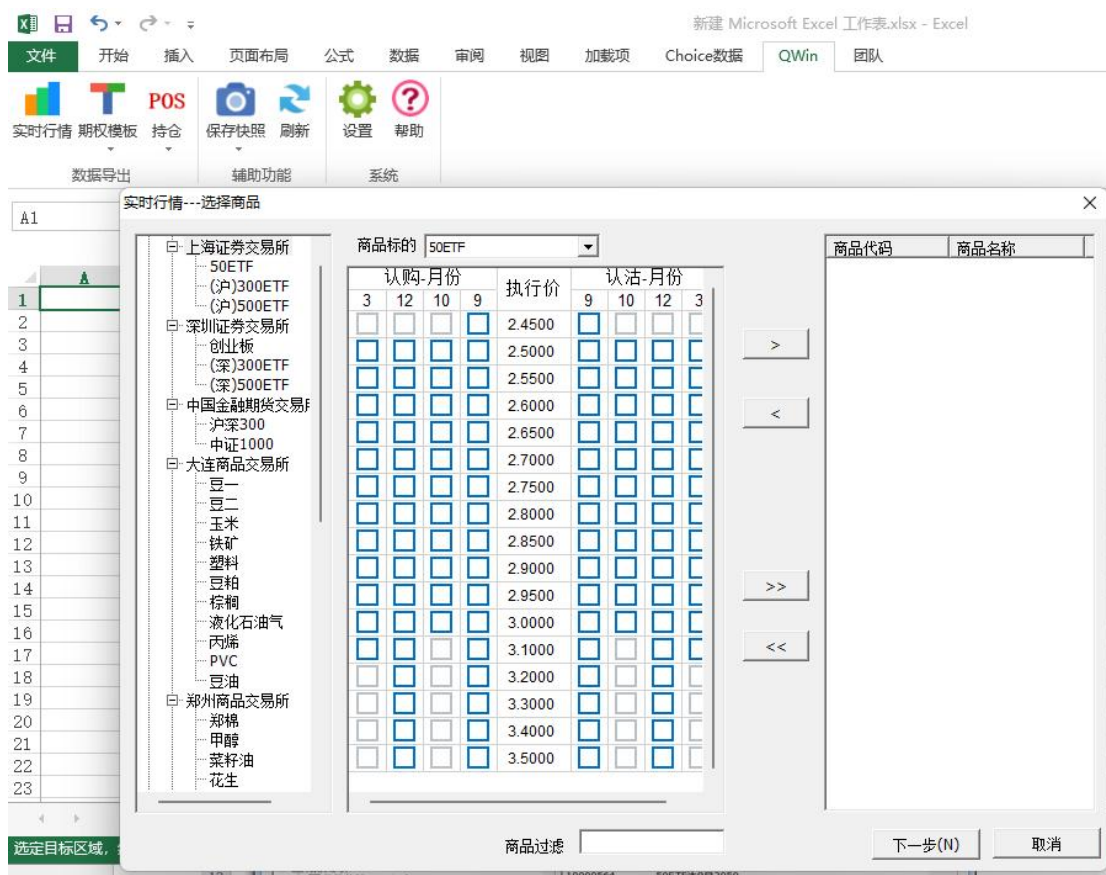 新建 Microsoft Excel 工作表.xlsx - Excel
文件 开始 插入 页面布局 公式 数据 审阅 视图 加载项 Choice数据 QWin 团队
POS
实时行情 期权模板 持仓 保存快照 刷新 设置 帮助
数据导出 辅助功能 系统
实时行情---选择商品
A1
A
1
2
3
4
5
6
7
8
9
10
11
12
13
14
15
16
17
18
19
20
21
22
23
选定目标区域,
上海证券交易所
50ETF
(沪)300ETF
(沪)500ETF
深圳证券交易所
创业板
(深)300ETF
(深)500ETF
中国金融期货交易
沪深300
中证1000
大连商品交易所
豆一
豆二
玉米
铁矿
塑料
豆粕
棕榈
液化石油气
丙烯
PVC
豆油
郑州商品交易所
郑棉
甲醇
菜籽油
花生
商品标的 50ETF
认购-月份 执行价 认沽-月份
3 12 10 9 9 10 12 3
2.4500
2.5000
2.5500
2.6000
2.6500
2.7000
2.7500
2.8000
2.8500
2.9000
2.9500
3.0000
3.1000
3.2000
3.3000
3.4000
3.5000
>
<
>>
<<
商品代码 商品名称
商品过滤
下一步(N) 取消